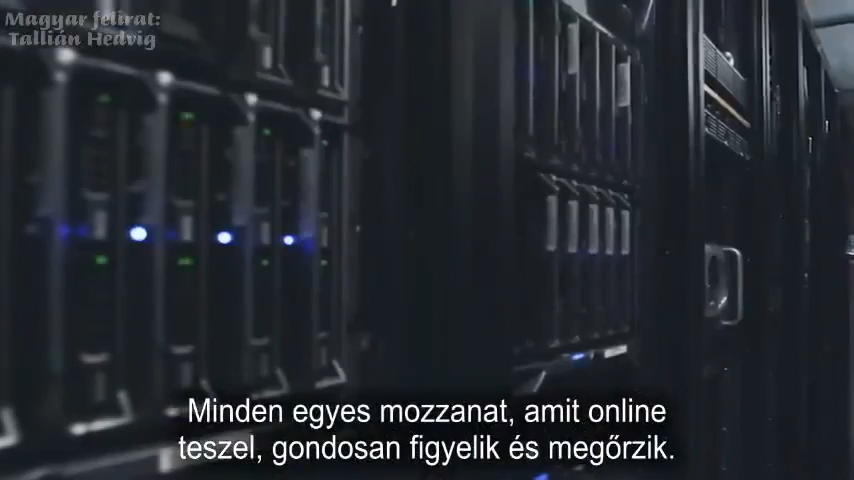 Magyar felirat:
Tallián Hedvig
Minden egyes mozzanat, amit online
teszel, gondosan figyelik és megőrzik.